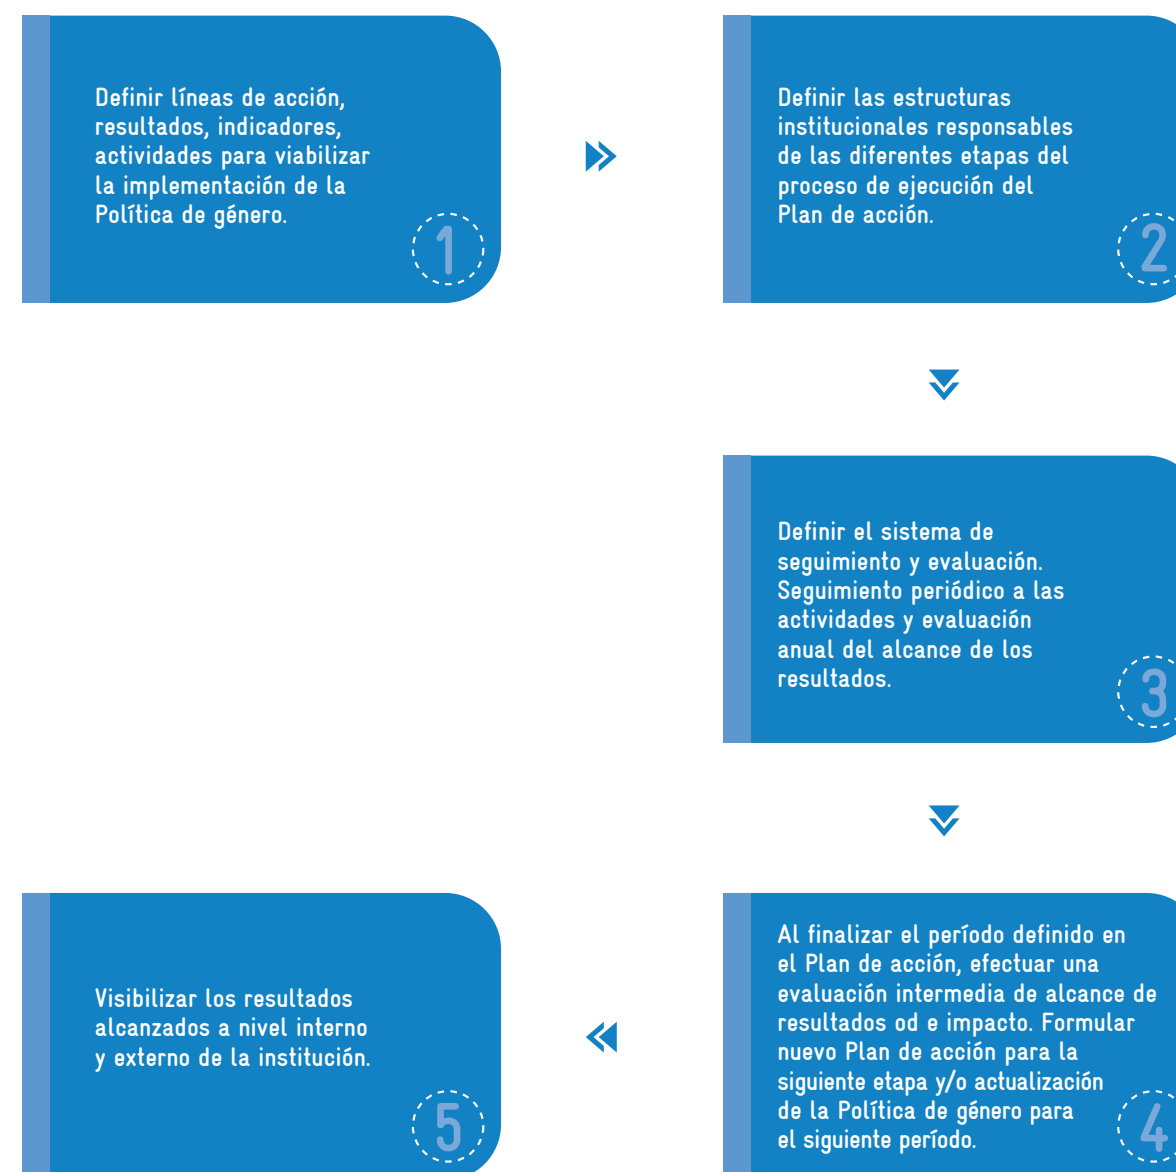 Definir líneas de acción,
resultados, indicadores,
actividades para viabilizar
la implementación de la
Política de género.
1
Definir las estructuras
institucionales responsables
de las diferentes etapas del
proceso de ejecución del
Plan de acción.
2
Definir el sistema de
seguimiento y evaluación.
Seguimiento periódico a las
actividades y evaluación
anual del alcance de los
resultados.
3
Al finalizar el período definido en
el Plan de acción, efectuar una
evaluación intermedia de alcance de
resultados od e impacto. Formular
nuevo Plan de acción para la
siguiente etapa y/o actualización
de la Política de género para
el siguiente período.
4
Visibilizar los resultados
alcanzados a nivel interno
y externo de la institución.
5